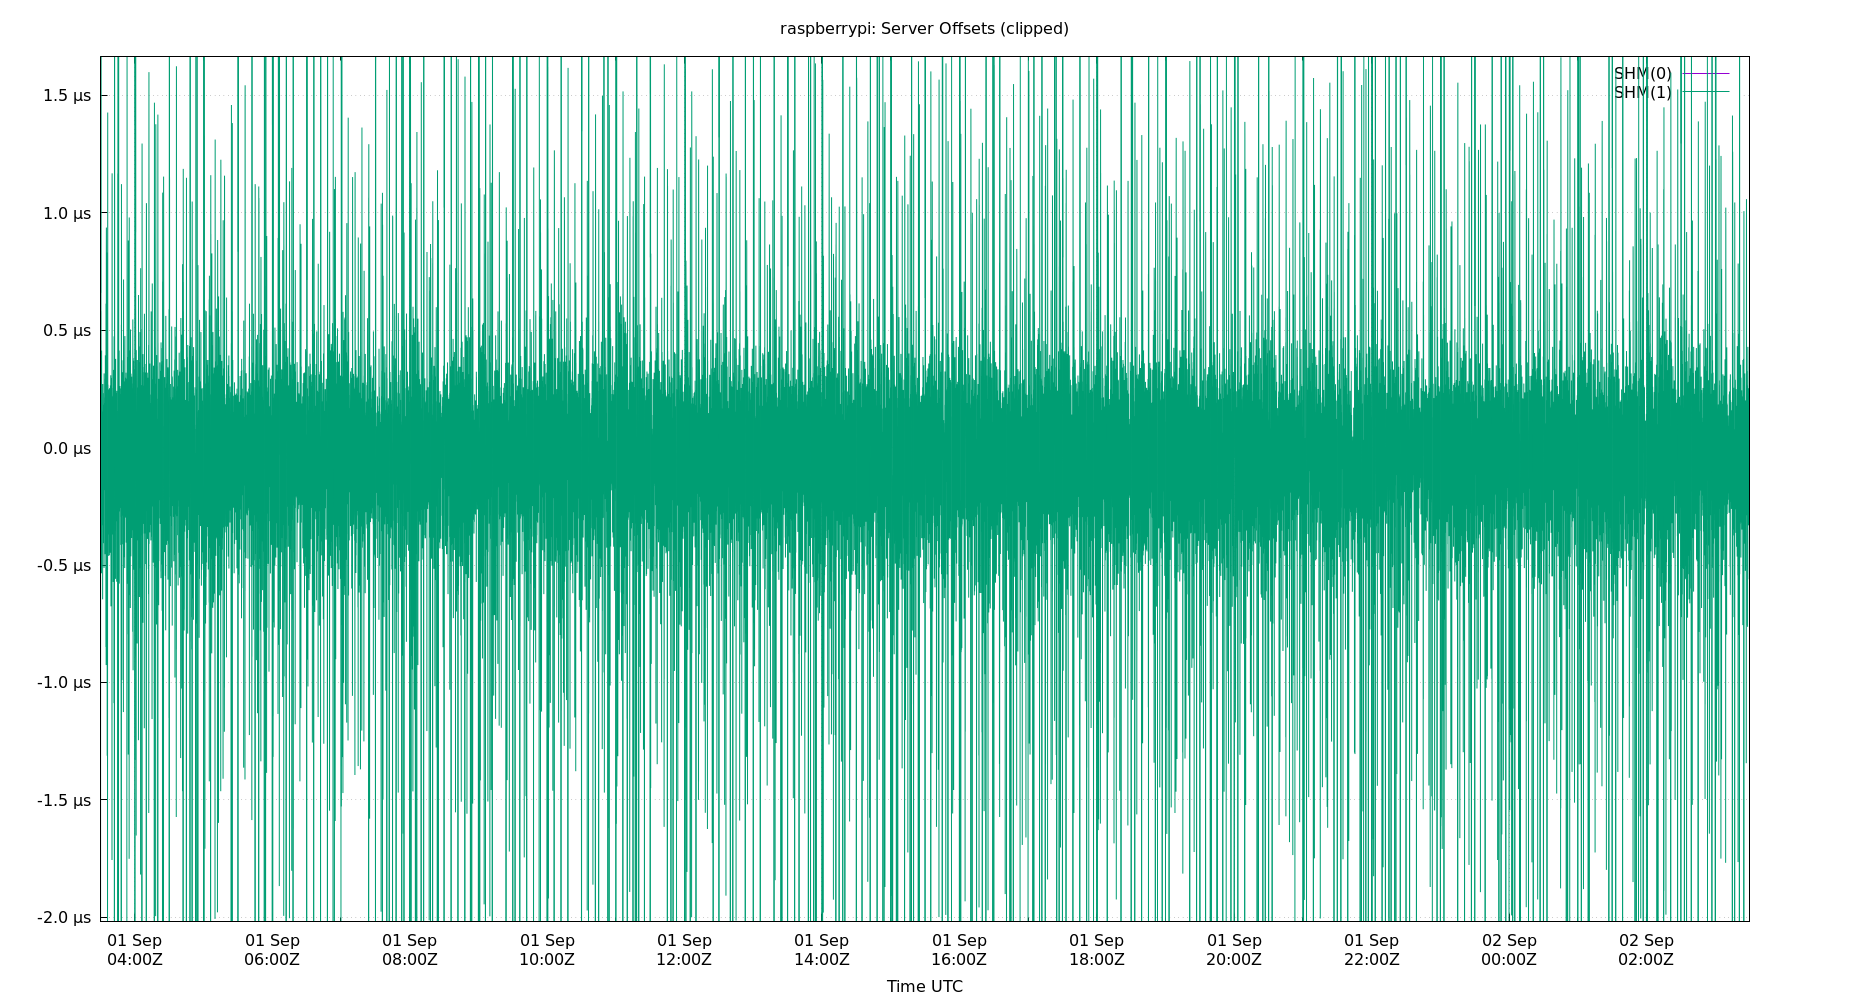 raspberrypi: Server Offsets (clipped)
SHM(0)
SHM(1)
1.5 µs
1.0 µs
0.5 µs
0.0 µs
-0.5 µs
-1.0 µs
-1.5 µs
-2.0 µs
01 Sep 01 Sep 01 Sep 01 Sep 01 Sep 01 Sep 01 Sep 01 Sep 01 Sep 01 Sep 02 Sep 02 Sep
04:00Z 06:00Z 08:00Z 10:00Z 12:00Z 14:00Z 16:00Z 18:00Z 20:00Z 22:00Z 00:00Z 02:00Z
Time UTC